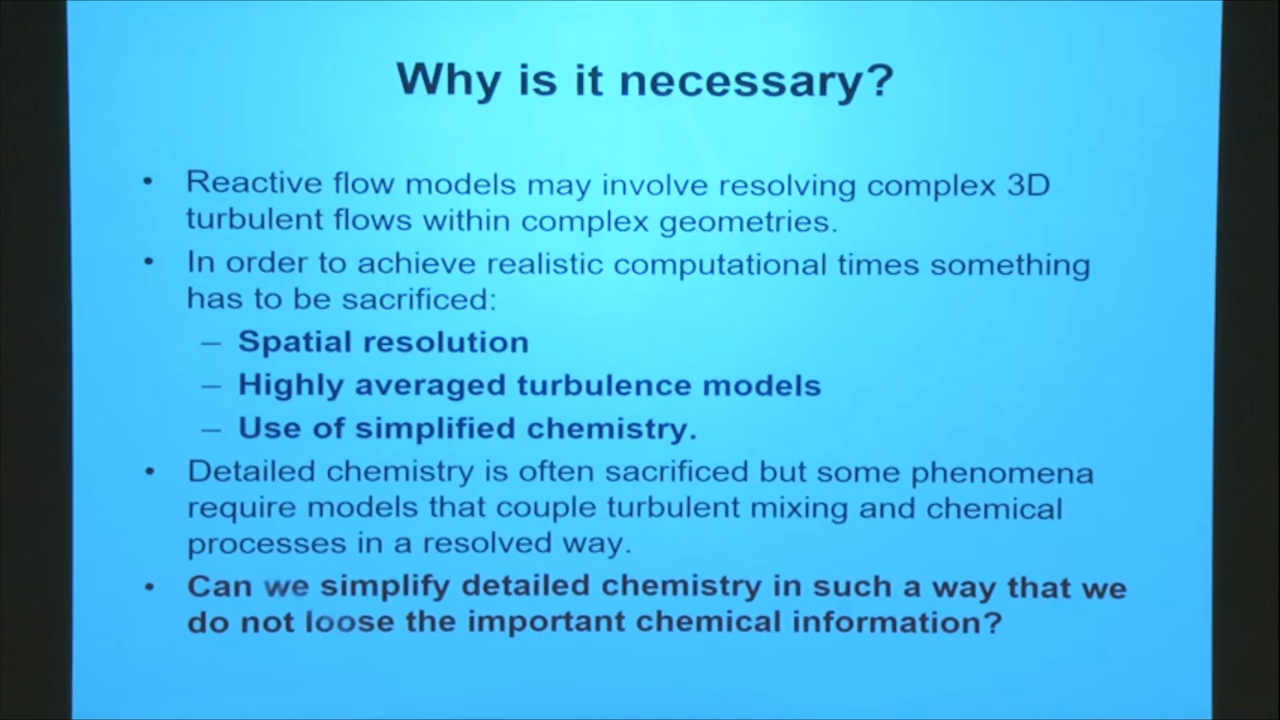 Why is it necessary?
• Reactive flow models may involve resolving complex 3D
turbulent flows within complex geometries.
• In order to achieve realistic computational times something
has to be sacrificed:
– Spatial resolution
– Highly averaged turbulence models
– Use of simplified chemistry.
• Detailed chemistry is often sacrificed but some phenomena
require models that couple turbulent mixing and chemical
processes in a resolved way.
• Can we simplify detailed chemistry in such a way that we
do not loose the important chemical information?